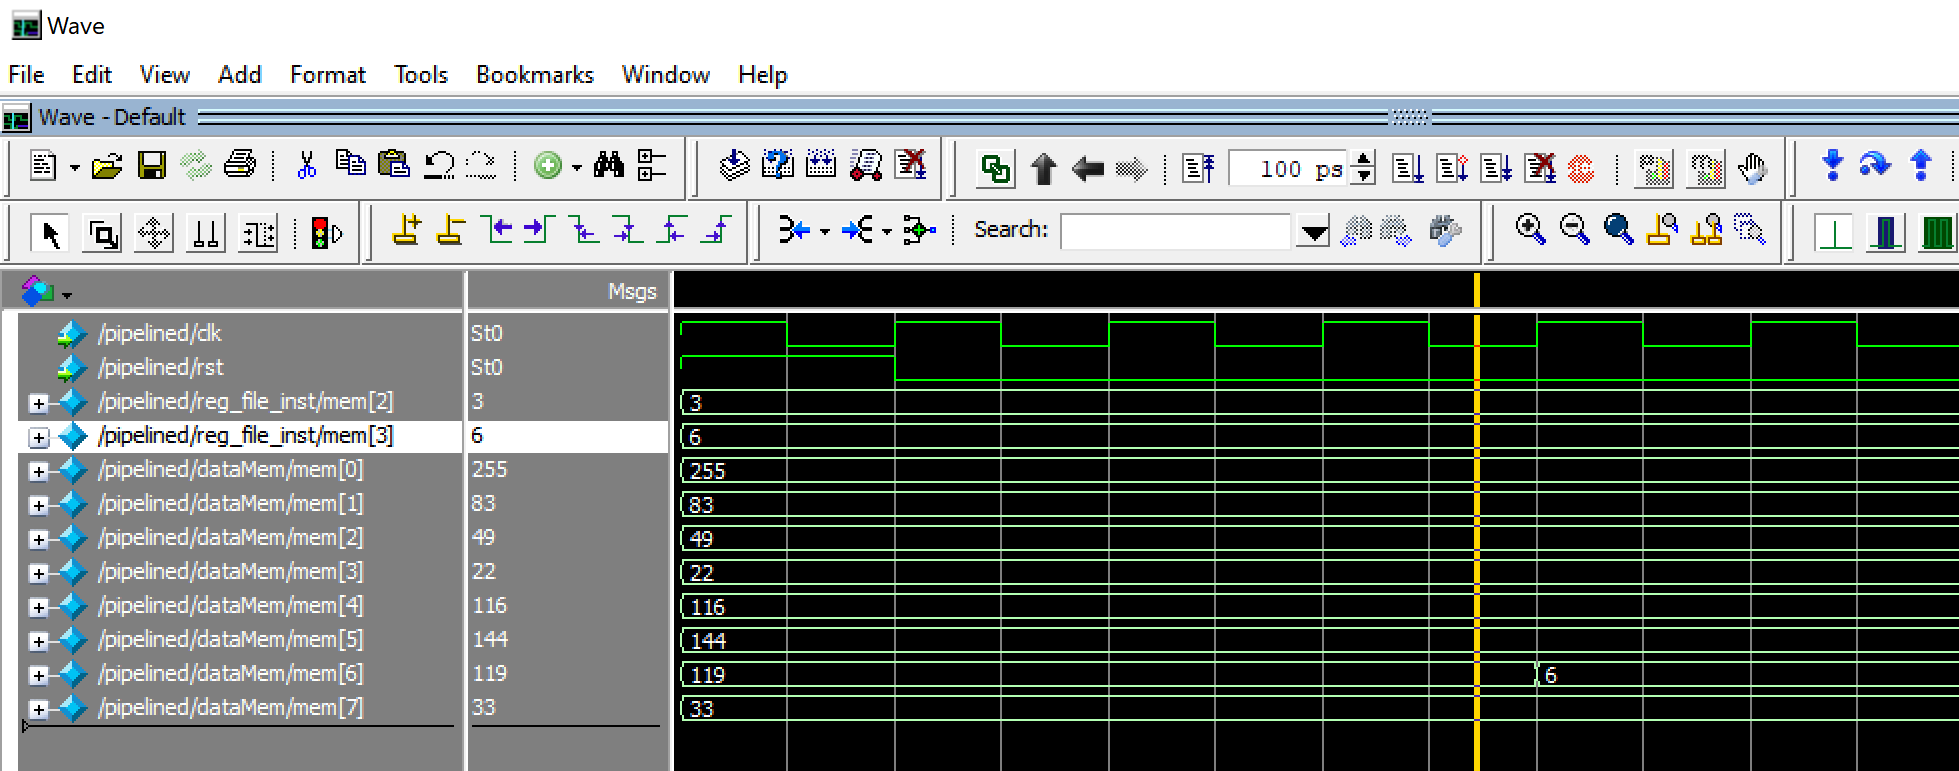 Wave
File Edit View Add Format Tools Bookmarks Window Help
Wave - Default
100 ps
Search:
Msgs
/pipelined/clk St0
/pipelined/rst St0
/pipelined/reg_file_inst/mem[2] 3 3
/pipelined/reg_file_inst/mem[3] 6 6
/pipelined/dataMem/mem[0] 255 255
/pipelined/dataMem/mem[1] 83 83
/pipelined/dataMem/mem[2] 49 49
/pipelined/dataMem/mem[3] 22 22
/pipelined/dataMem/mem[4] 116 116
/pipelined/dataMem/mem[5] 144 144
/pipelined/dataMem/mem[6] 119 119 6
/pipelined/dataMem/mem[7] 33 33